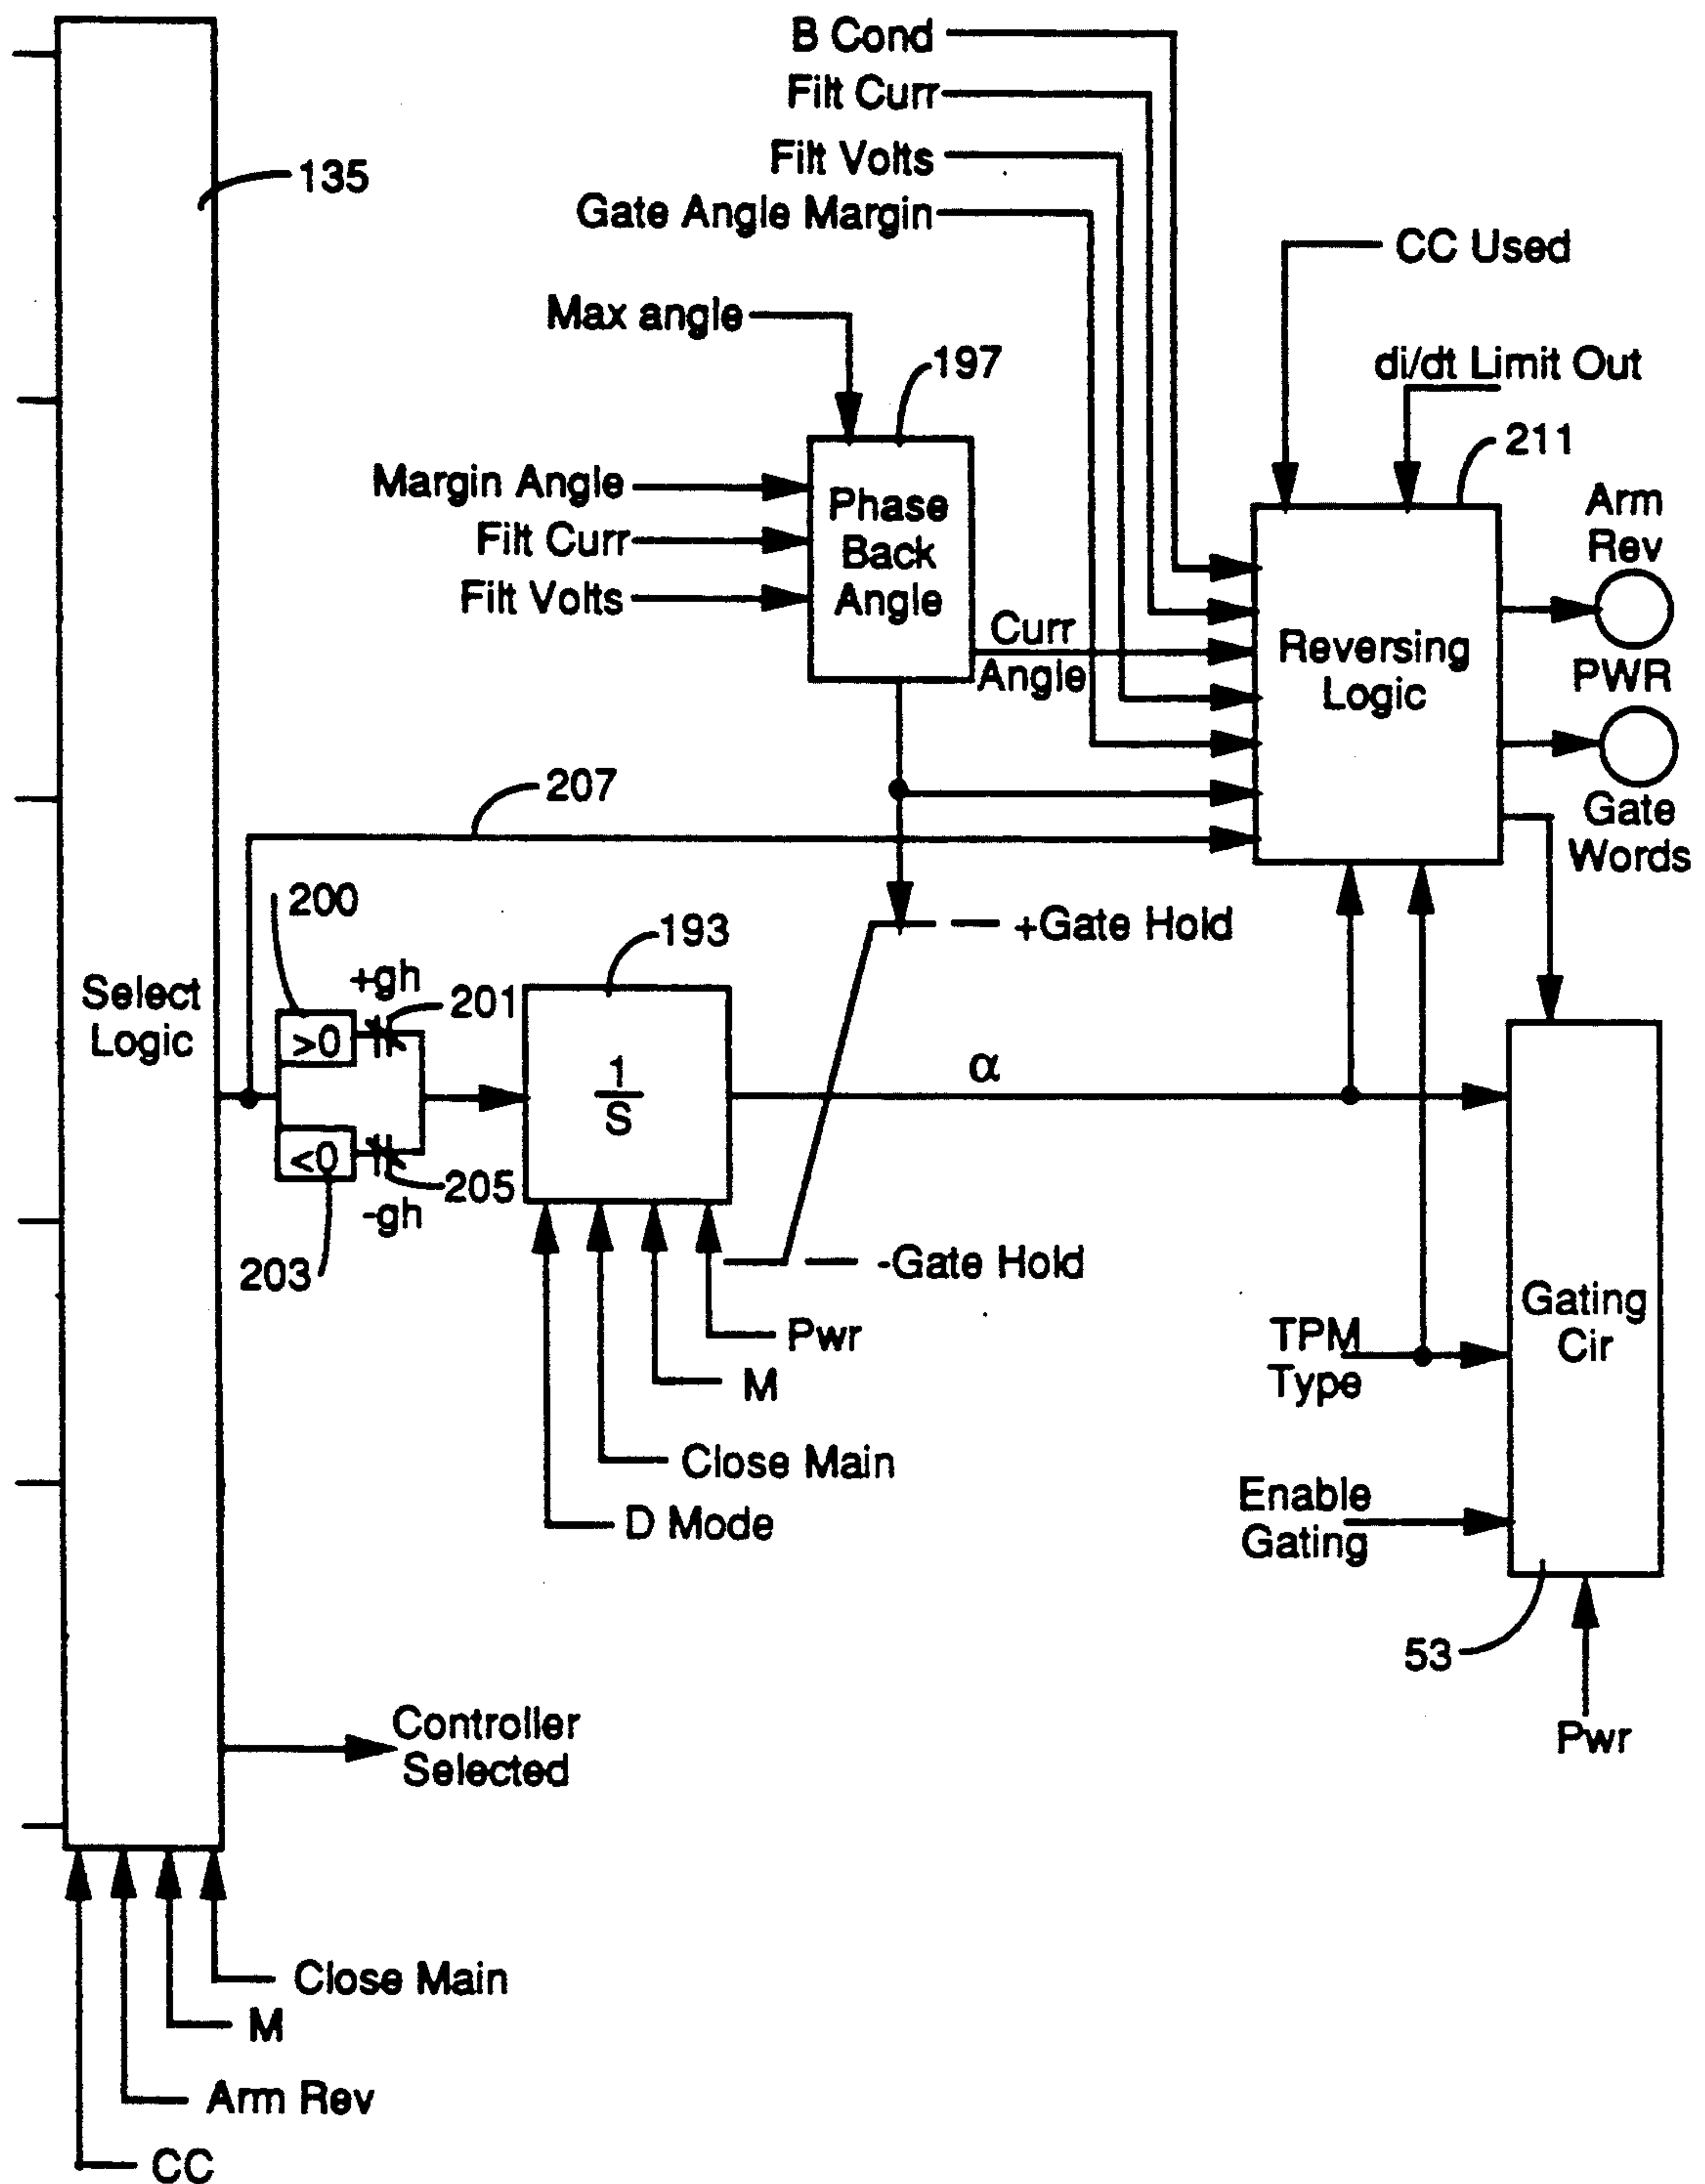 B Cond
Filt Curr
Filt Volts
135
Gate Angle Margin
CC Used
Max angle
197
di/dt Limit Out
211
Margin Angle
Filt Curr
Filt Volts
Phase
Back
Angle
Arm
Rev
Curr
Angle
Reversing
Logic
PWR
207
Gate
Words
200
193
+Gate Hold
+gh
201
Select
Logic
>0
1
S
α
<0
205
-gh
203
-Gate Hold
Gating
Cir
Pwr
TPM
Type
M
Close Main
Enable
Gating
D Mode
53
Controller
Selected
Pwr
Close Main
M
Arm Rev
CC